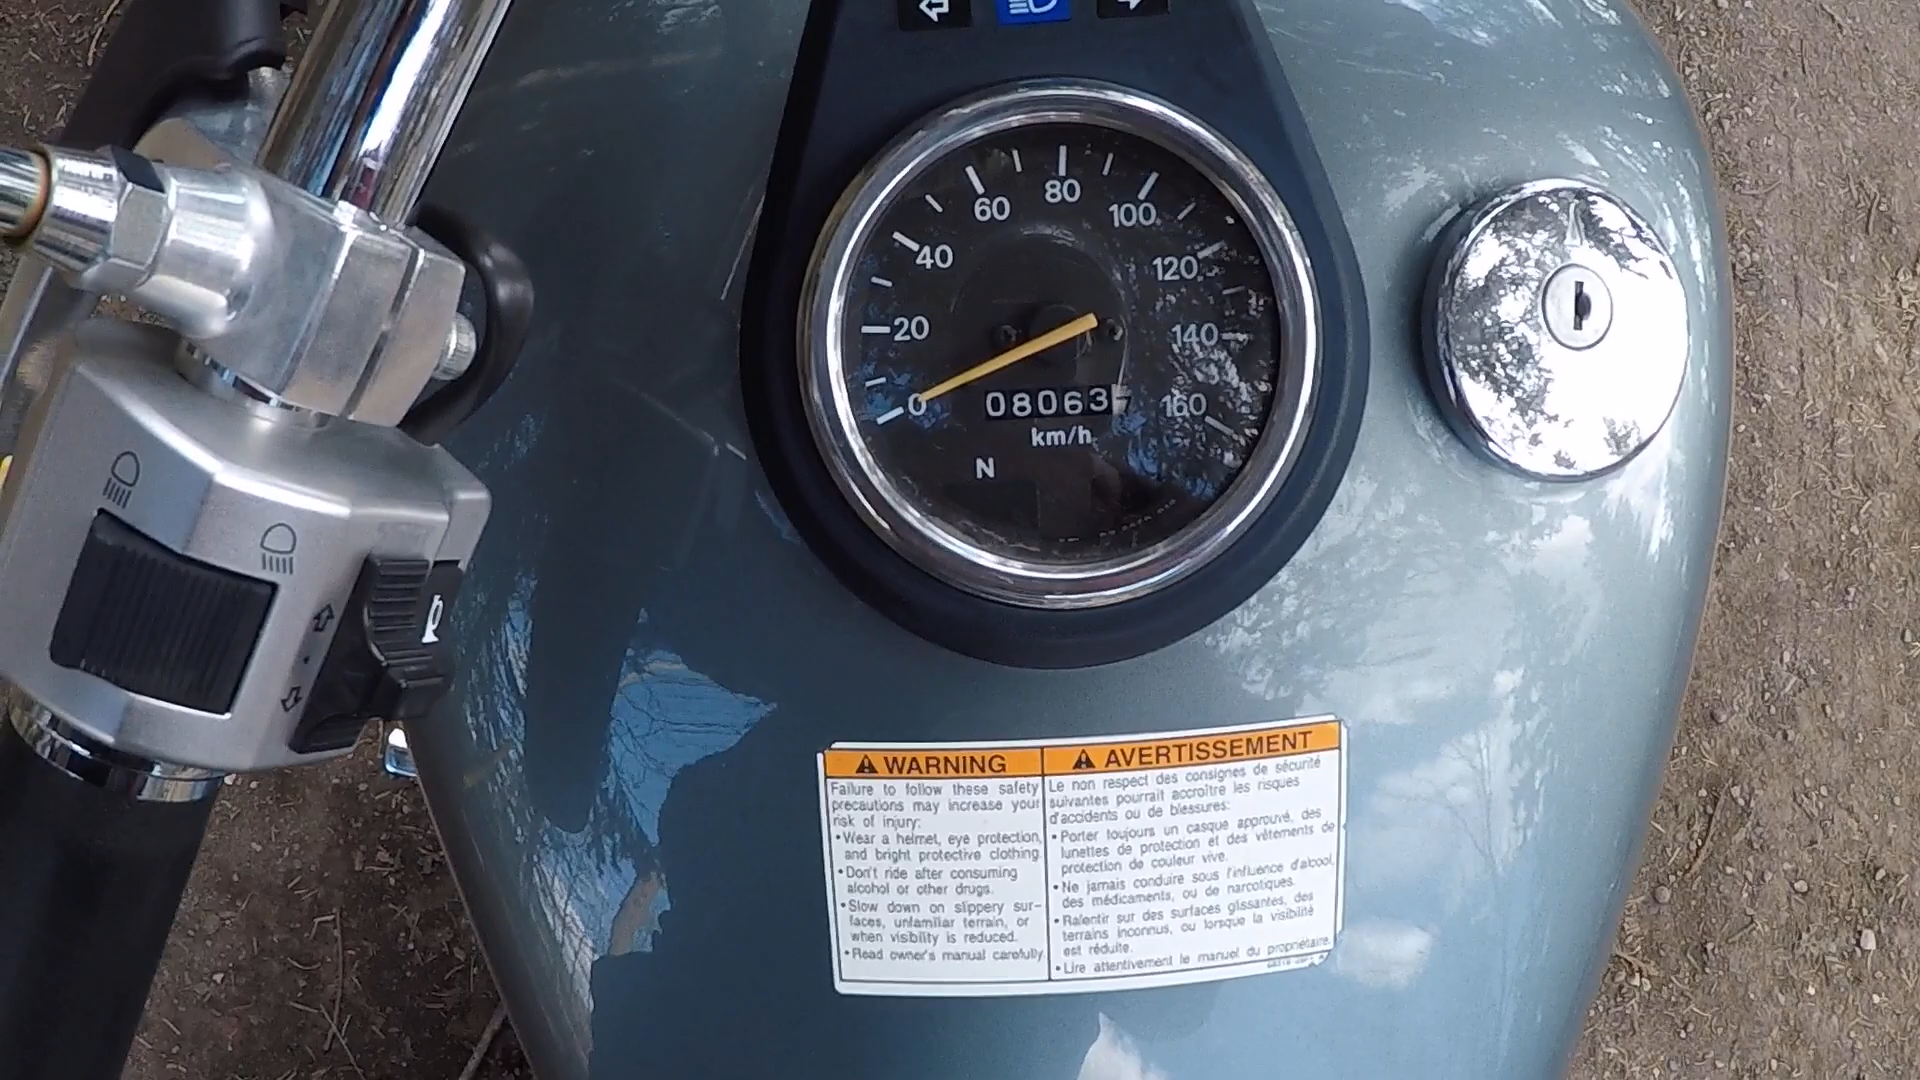 60
80
100
40
120
20
140
0
08063
160
km/h
N
WARNING
Failure to follow these safety
precautions may increase your
risk of injury:
•Wear a helmet, eye protection,
and bright protective clothing.
•Don't ride after consuming
alcohol or other drugs.
•Slow down on slippery sur-
faces, unfamiliar terrain, or
when visibility is reduced.
•Read owner's manual carefully.
AVERTISSEMENT
Le non respect des consignes de sécurité
suivantes pourrait accroître les risques
d'accidents ou de blessures:
•Porter toujours un casque approuvé, des
lunettes de protection et des vêtements de
protection de couleur vive.
•Ne jamais conduire sous l'influence d'alcool,
des médicaments, ou de narcotiques.
•Ralentir sur des surfaces glissantes, des
terrains inconnus, ou lorsque la visibilité
est réduite.
•Lire attentivement le manuel du propriétaire.